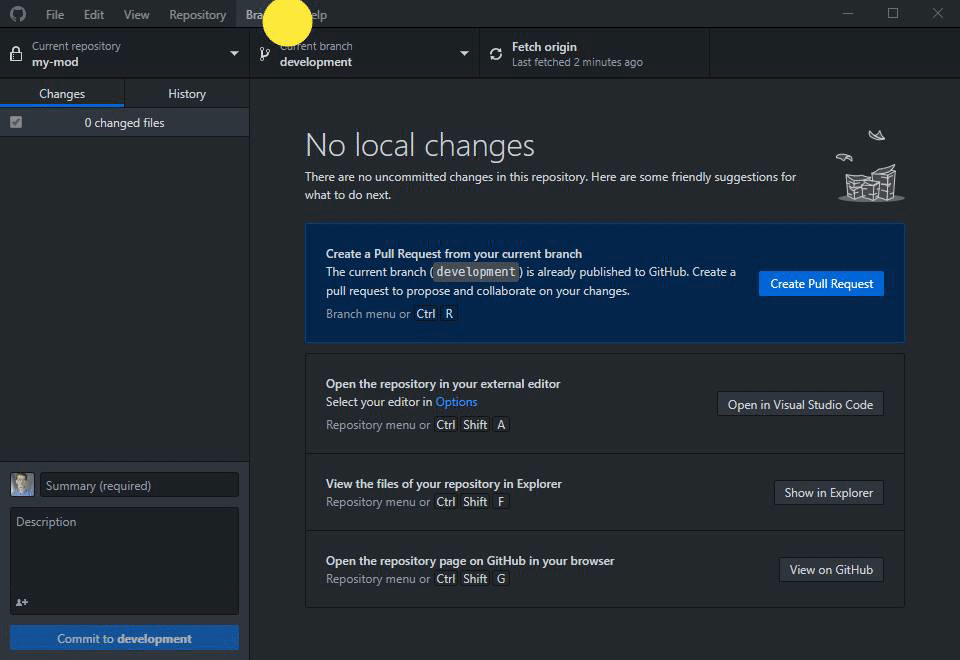 File Edit View Repository
Current repository
my-mod
Current branch
development
Fetch origin
Last fetched 2 minutes ago
Changes
History
0 changed files
No local changes
There are no uncommitted changes in this repository. Here are some friendly suggestions for
what to do next.
Create a Pull Request from your current branch
The current branch (development) is already published to GitHub. Create a
pull request to propose and collaborate on your changes.
Branch menu or Ctrl R
Create Pull Request
Open the repository in your external editor
Select your editor in Options
Repository menu or Ctrl Shift A
Open in Visual Studio Code
View the files of your repository in Explorer
Repository menu or Ctrl Shift F
Show in Explorer
Open the repository page on GitHub in your browser
Repository menu or Ctrl Shift G
View on GitHub
Summary (required)
Description
Commit to development